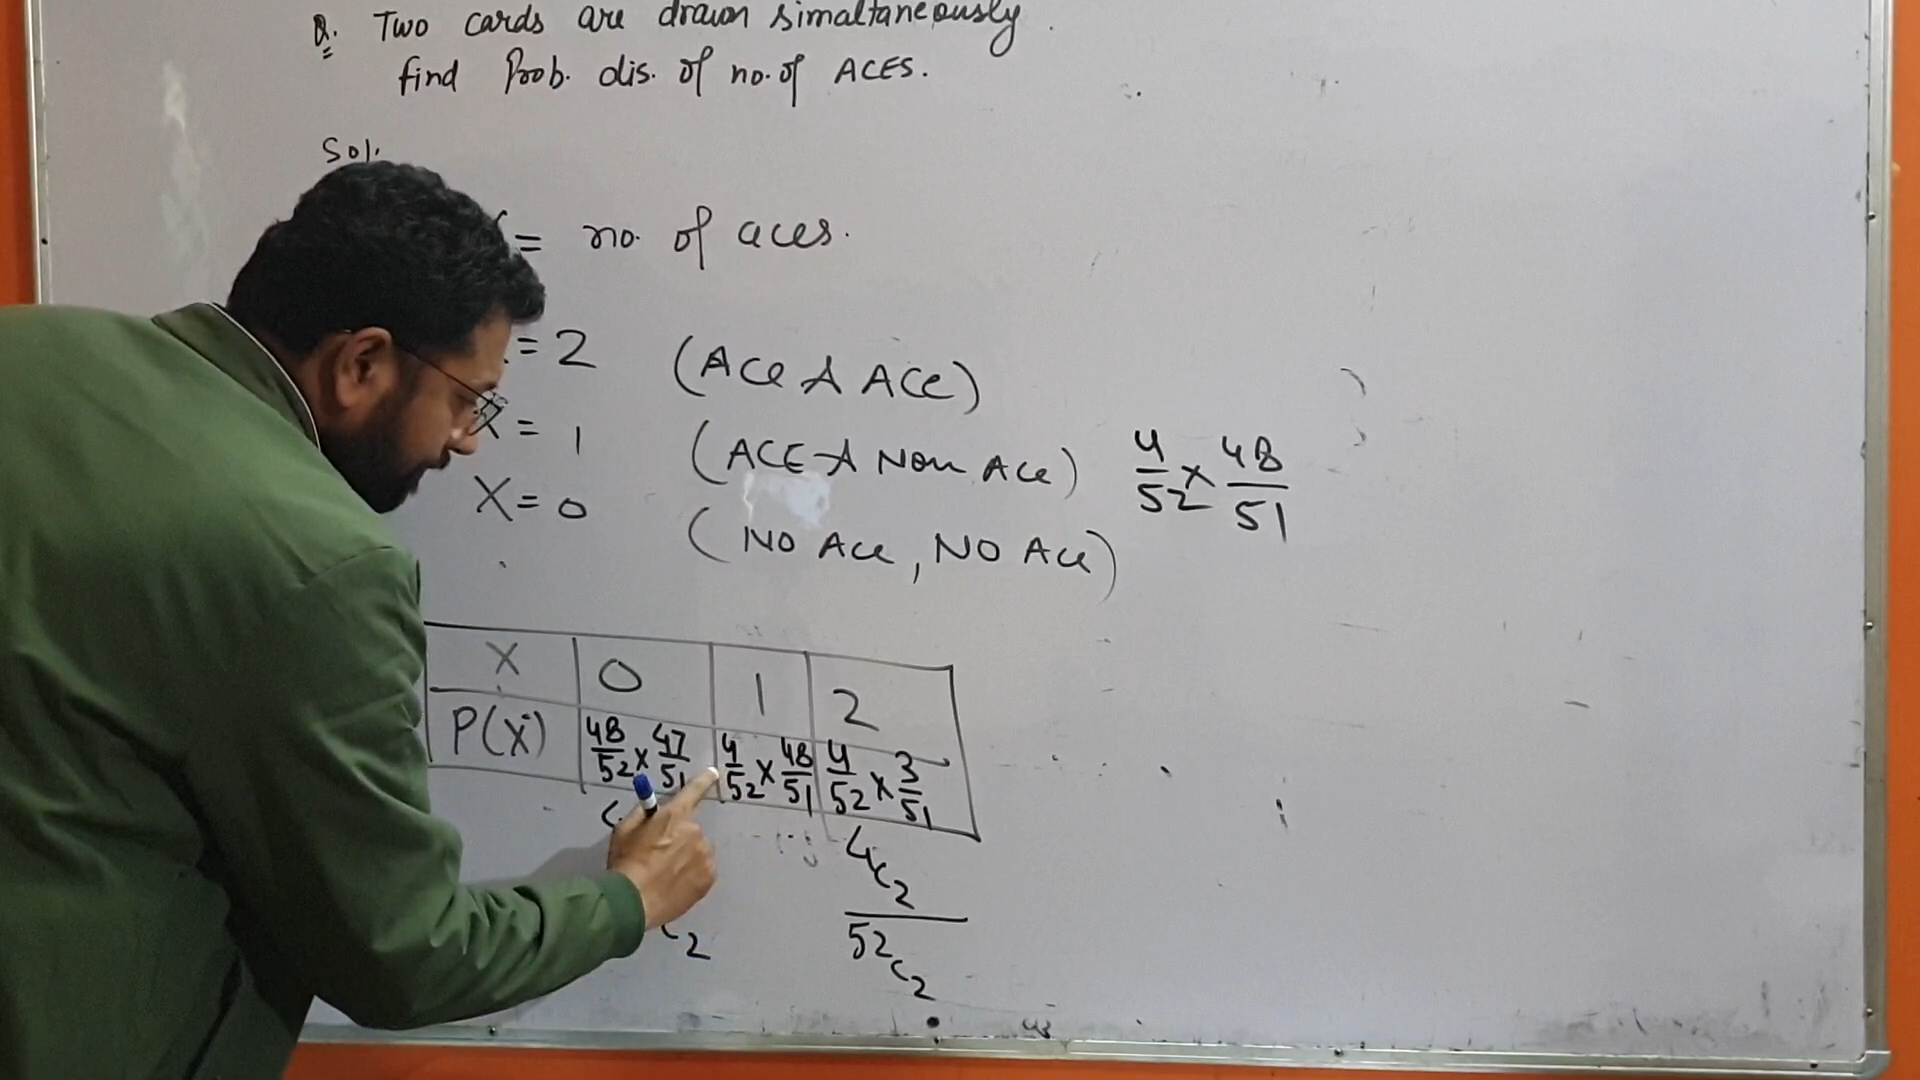 Q. Two cards are drawn simaltaneously.
find Prob. dis. of no. of ACES.
Sol.
= no. of aces.
= 2 (Ace A Ace)
X = 1 (ACE A Non Ace) 4/52 x 48/51
X = 0 (NO Ace, NO Ace)
X 0 1 2
P(X) 48/52 x 47/51 4/52 x 48/51 4/52 x 3/51
4c2/52c2
c2